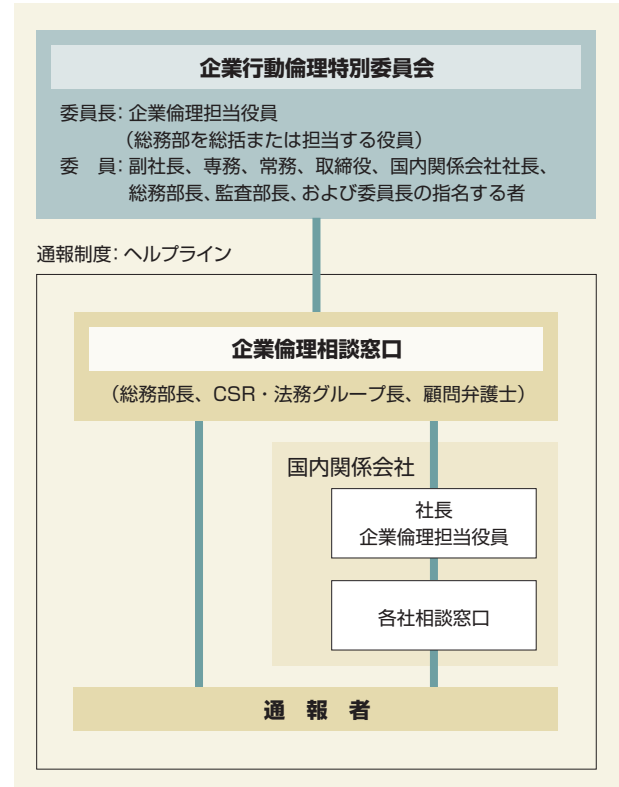 企業行動倫理特別委員会
委員長：企業倫理担当役員
（総務部を総括または担当する役員）
委　員：副社長、専務、常務、取締役、国内関係会社社長、
総務部長、監査部長、および委員長の指名する者
通報制度：ヘルプライン
企業倫理相談窓口
（総務部長、CSR・法務グループ長、顧問弁護士）
国内関係会社
社長
企業倫理担当役員
各社相談窓口
通　報　者